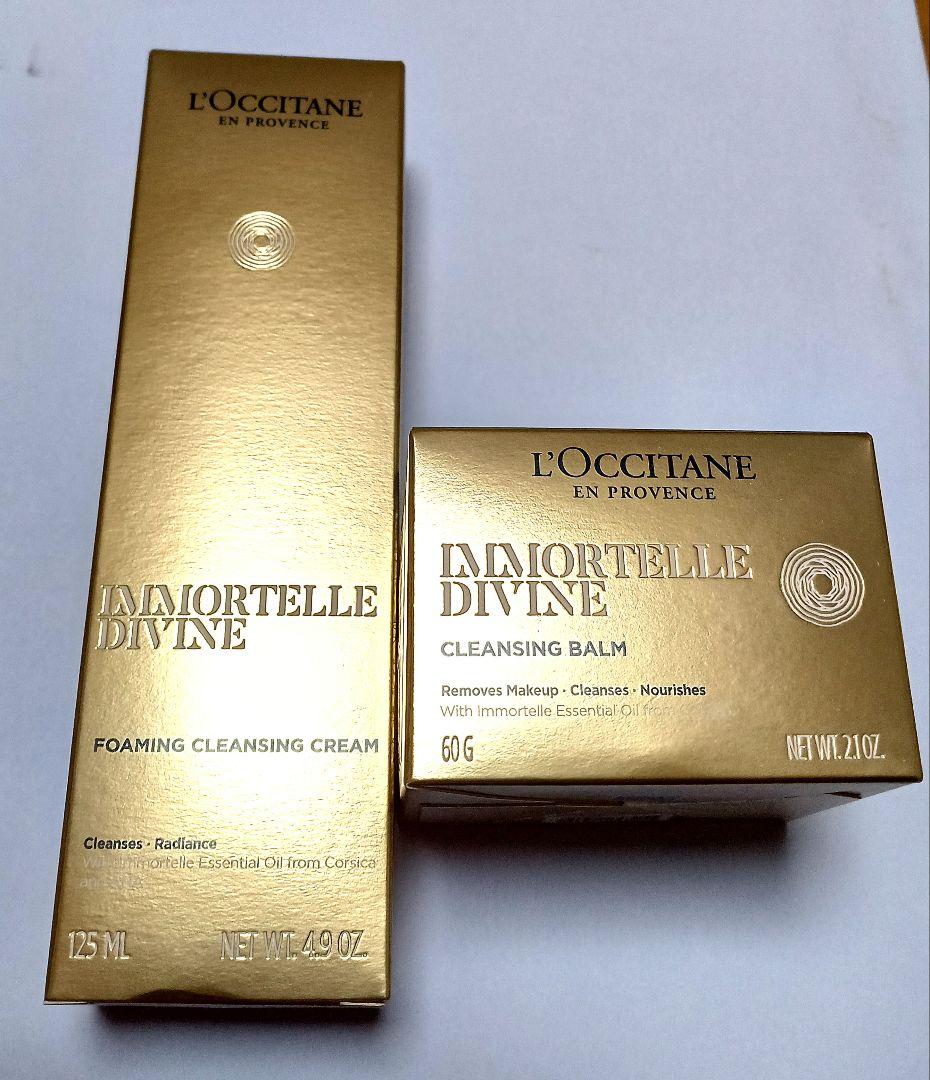 L'OCCITANE
EN PROVENCE
IMMORTELLE
DIVINE
FOAMING CLEANSING CREAM
Cleanses · Radiance
With Immortelle Essential Oil from Corsica
125 ML NET WT. 4.9 OZ.
L'OCCITANE
EN PROVENCE
IMMORTELLE
DIVINE
CLEANSING BALM
Removes Makeup · Cleanses · Nourishes
With Immortelle Essential Oil from
60 G NET WT. 2.1 OZ.